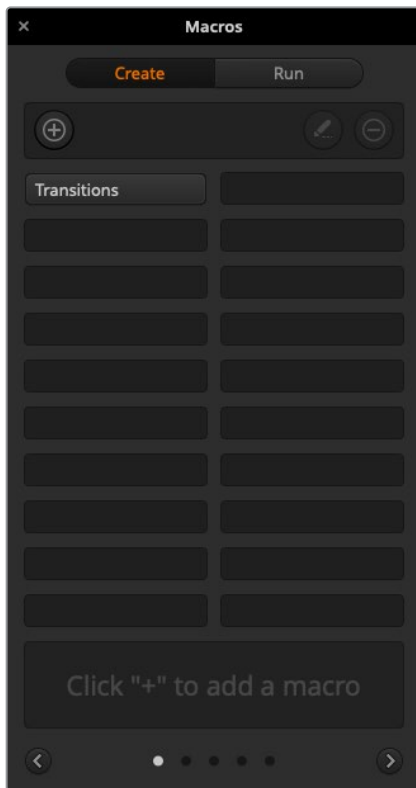 Macros
Create
Run
Transitions
Click "+" to add a macro